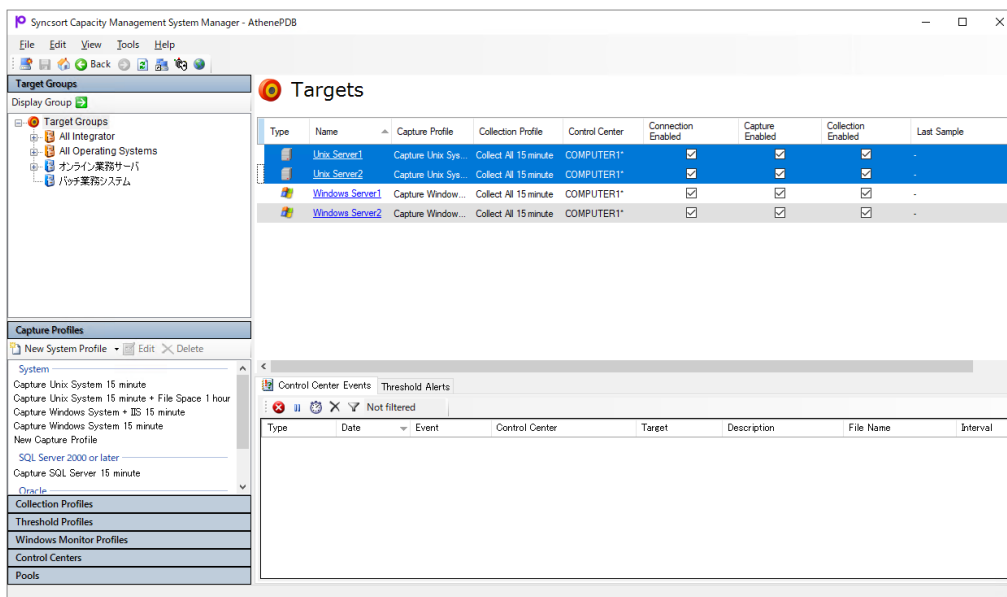 Syncsort Capacity Management System Manager - AthenePDB
File Edit View Tools Help
Back
Target Groups
Display Group
Target Groups
All Integrator
All Operating Systems
オンライン業務サーバ
バッチ業務システム
Capture Profiles
New System Profile Edit Delete
System
Capture Unix System 15 minute
Capture Unix System 15 minute + File Space 1 hour
Capture Windows System + IIS 15 minute
Capture Windows System 15 minute
New Capture Profile
SQL Server 2000 or later
Capture SQL Server 15 minute
Oracle
Collection Profiles
Threshold Profiles
Windows Monitor Profiles
Control Centers
Pools
Targets
Type Name Capture Profile Collection Profile Control Center Connection Enabled Capture Enabled Collection Enabled Last Sample
Unix Server1 Capture Unix Sys... Collect All 15 minute COMPUTER1* -
Unix Server2 Capture Unix Sys... Collect All 15 minute COMPUTER1* -
Windows Server1 Capture Window... Collect All 15 minute COMPUTER1* -
Windows Server2 Capture Window... Collect All 15 minute COMPUTER1* -
Control Center Events Threshold Alerts
Not filtered
Type Date Event Control Center Target Description File Name Interval